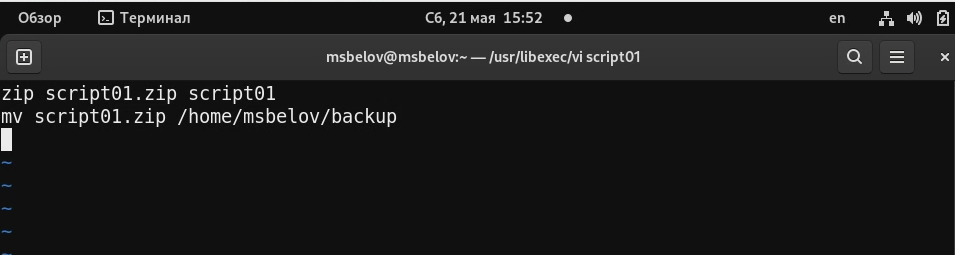 Обзор Терминал Сб, 21 мая 15:52 en
msbelov@msbelov:~ — /usr/libexec/vi script01
zip script01.zip script01
mv script01.zip /home/msbelov/backup
~
~
~
~
~